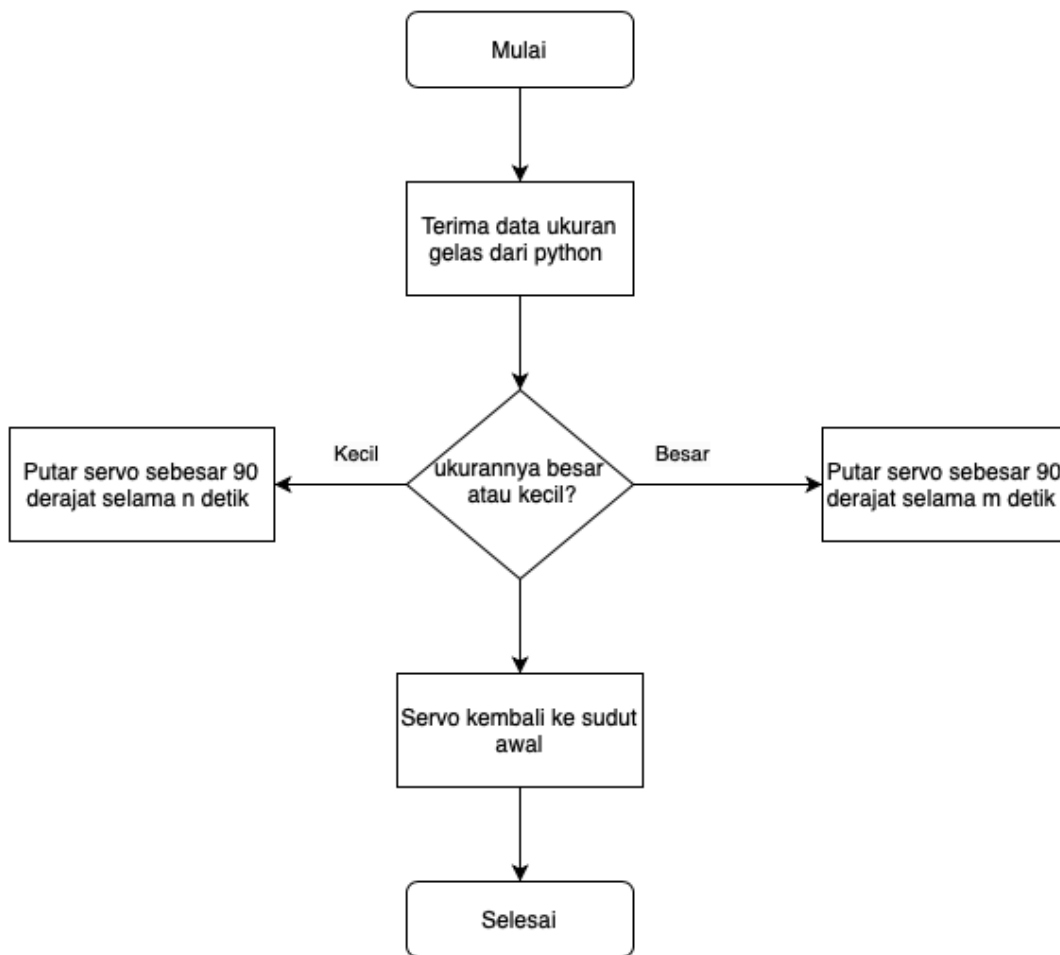 Mulai
Terima data ukuran
gelas dari python
Kecil
Besar
Putar servo sebesar 90
derajat selama n detik
ukurannya besar
atau kecil?
Putar servo sebesar 90
derajat selama m detik
Servo kembali ke sudut
awal
Selesai